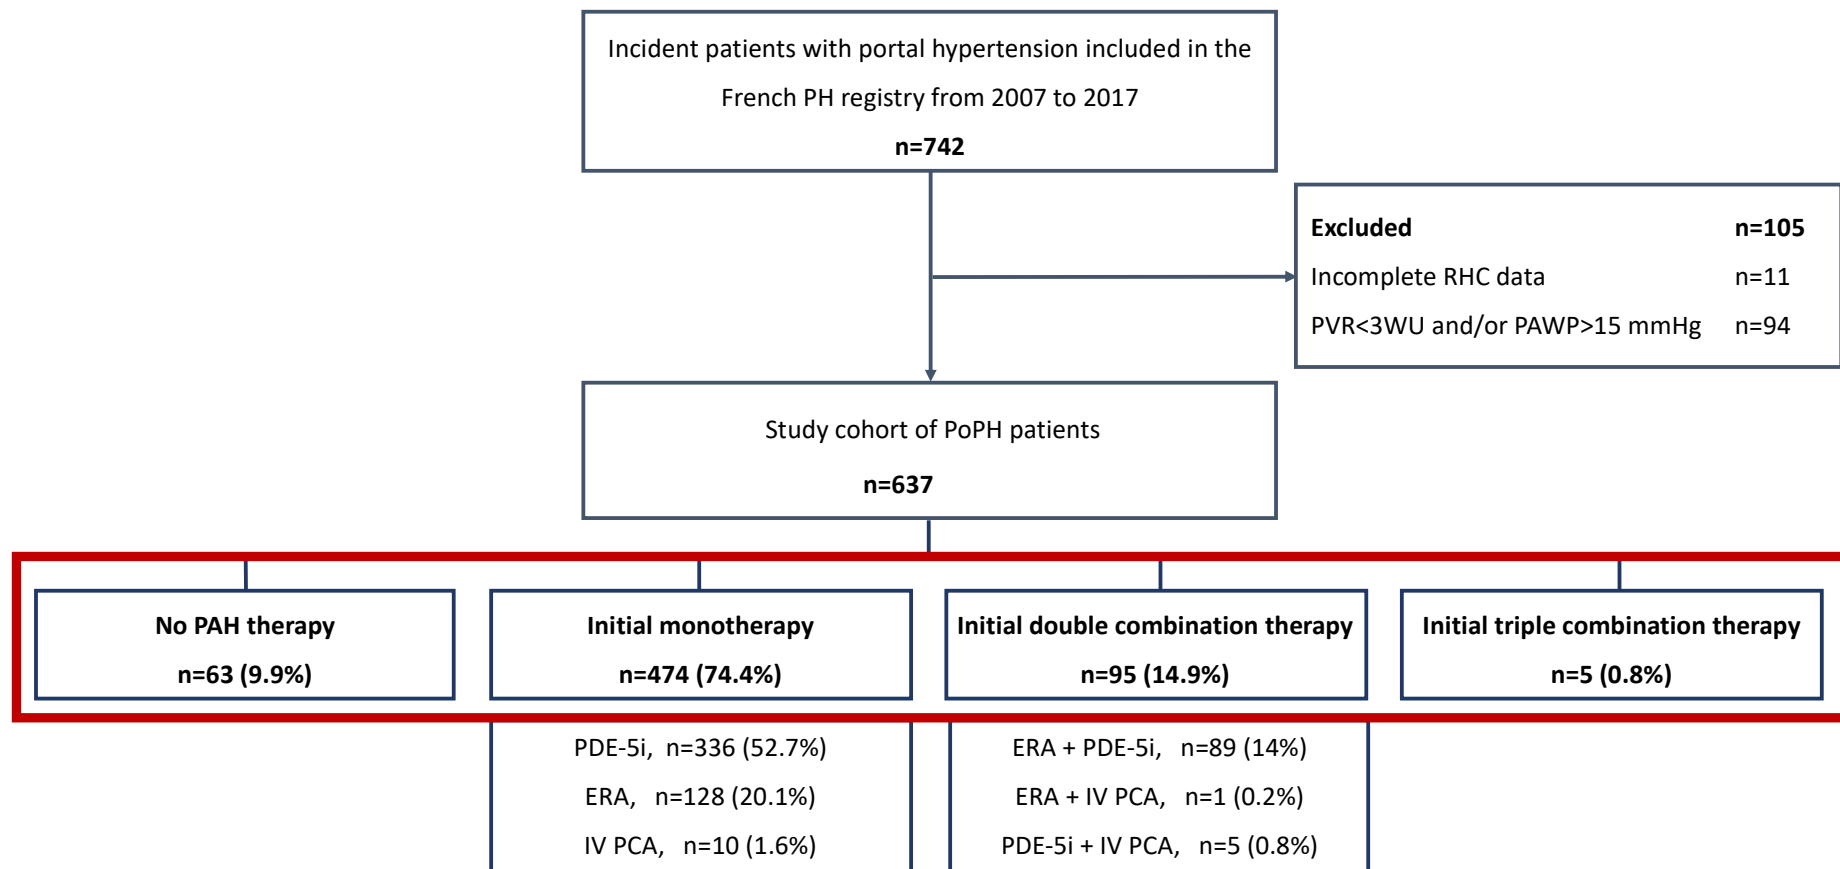 Incident patients with portal hypertension included in the
French PH registry from 2007 to 2017
n=742
Excluded n=105
Incomplete RHC data n=11
PVR<3WU and/or PAWP>15 mmHg n=94
Study cohort of PoPH patients
n=637
No PAH therapy
n=63 (9.9%)
Initial monotherapy
n=474 (74.4%)
Initial double combination therapy
n=95 (14.9%)
Initial triple combination therapy
n=5 (0.8%)
PDE-5i, n=336 (52.7%)
ERA, n=128 (20.1%)
IV PCA, n=10 (1.6%)
ERA + PDE-5i, n=89 (14%)
ERA + IV PCA, n=1 (0.2%)
PDE-5i + IV PCA, n=5 (0.8%)